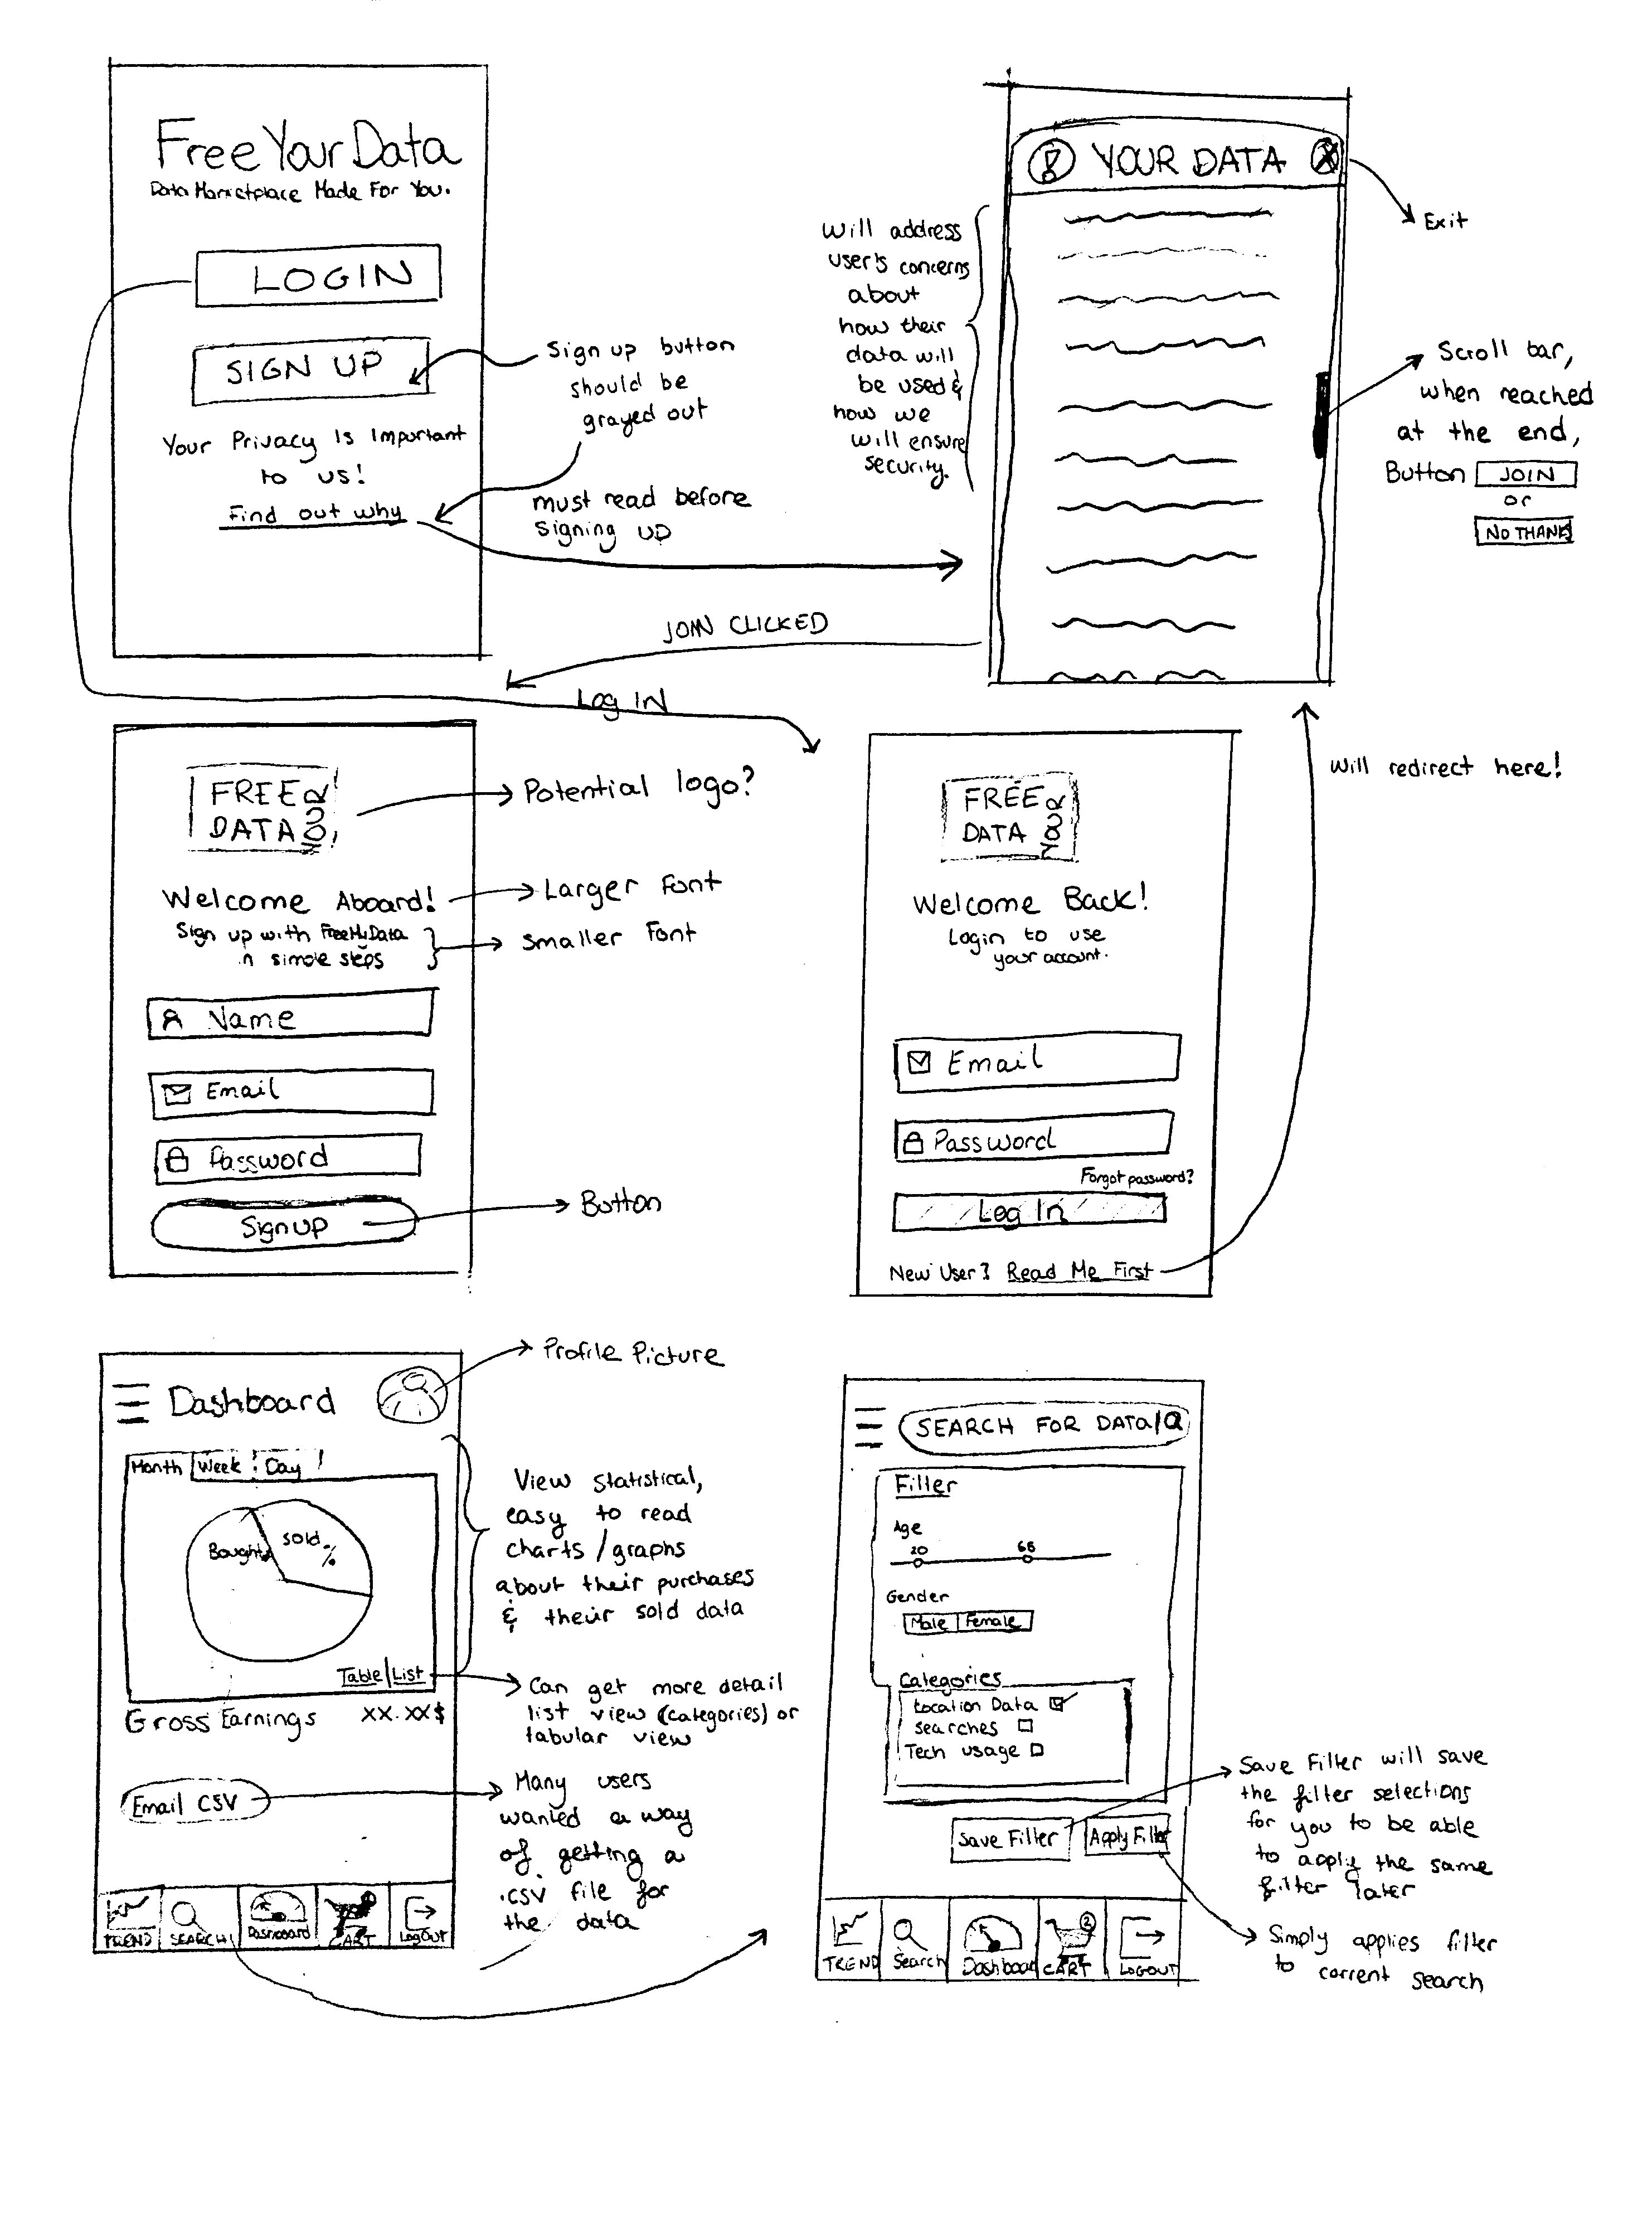 Free Your Data
Data Marketplace Made For You.
LOGIN
SIGN UP
Your Privacy Is Important
to us!
Find out why
Sign up button
should be
grayed out
must read before
signing up
YOUR DATA
Exit
Will address
user's concerns
about
how their
data will
be used &
how we
will ensure
security.
Scroll bar,
when reached
at the end,
Button JOIN
or
NO THANKS
JOIN CLICKED
Log IN
Will redirect here!
FREE YOUR
DATA
Potential logo?
Welcome Aboard!
Larger Font
Sign up with FreeMyData
in simple steps
Smaller Font
Name
Email
Password
Sign UP
Button
FREE YOUR
DATA
Welcome Back!
Login to use
your account.
Email
Password
Forgot password?
Log In
New User? Read Me First
Dashboard
Profile Picture
Month Week Day
Bought
Sold %
Table | List
Gross Earnings XX.XX$
Email CSV
TREND SEARCH Dashboard CART LogOUT
View statistical,
easy to read
charts/graphs
about their purchases
& their sold data
Can get more detail
list view (categories) or
tabular view
Many users
wanted a way
of getting a
.csv file for
the data
SEARCH FOR DATA
Filter
Age
20 65
Gender
Male Female
Categories
Location Data
searches
Tech usage
Save Filter Apply Filter
2
TREND Search Dashboard CART LOGOUT
Save Filter will save
the filter selections
for you to be able
to apply the same
filter later
Simply applies filter
to corrent search